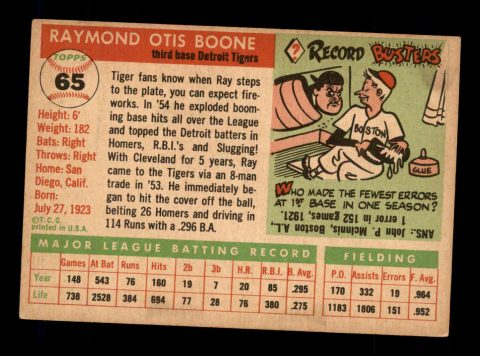 RAYMOND OTIS BOONE
third base Detroit Tigers
TOPPS
65
Height: 6'
Weight: 182
Bats: Right
Throws: Right
Home: San
Diego, Calif.
Born:
July 27, 1923
©T. C. G.
printed in U.S.A.
Tiger fans know when Ray steps
to the plate, you can expect fire-
works. In '54 he exploded boom-
ing base hits all over the League
and topped the Detroit batters in
Homers, R.B.I.'s and Slugging!
With Cleveland for 5 years, Ray
came to the Tigers via an 8-man
trade in '53. He immediately be-
gan to hit the cover off the ball,
belting 26 Homers and driving in
114 Runs with a .296 B.A.
? RECORD BUSTERS
BOSTON
GLUE
WHO MADE THE FEWEST ERRORS
AT 1st BASE IN ONE SEASON?
ANS.: John P. McInnis, Boston A.L.
1 error in 152 games, 1921.
MAJOR LEAGUE BATTING RECORD
Games At Bat Runs Hits 2b 3b H.R. R.B.I. B. Avg.
Year 148 543 76 160 19 7 20 85 .295
Life 738 2528 384 694 77 28 76 380 .275
FIELDING
P.O. Assists Errors F. Avg.
170 332 19 .964
1183 1806 151 .952